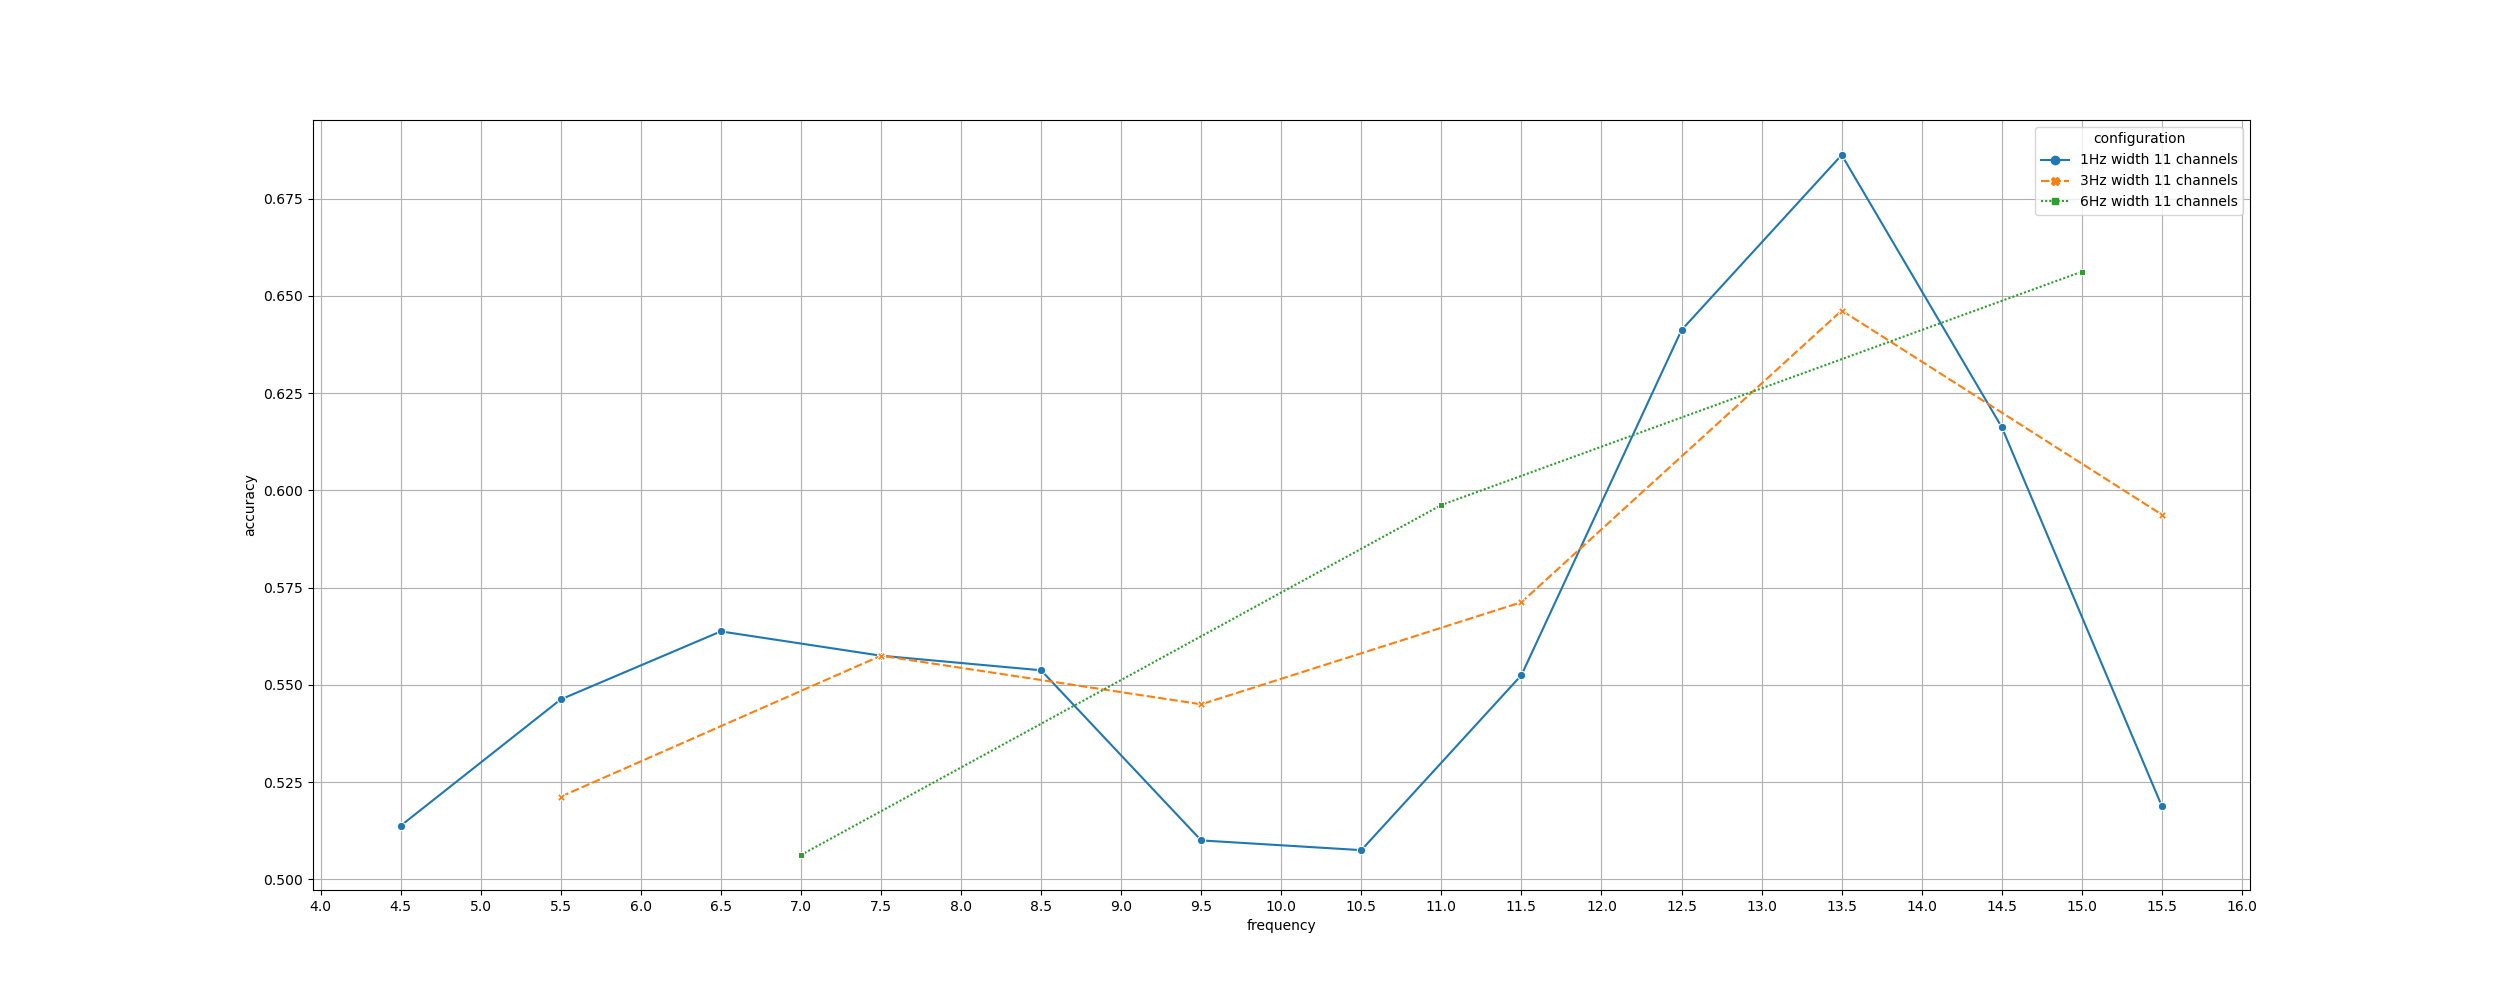 configuration
1Hz width 11 channels
3Hz width 11 channels
6Hz width 11 channels
0.675
0.650
0.625
0.600
0.575
0.550
0.525
0.500
accuracy
4.0 4.5 5.0 5.5 6.0 6.5 7.0 7.5 8.0 8.5 9.0 9.5 10.0 10.5 11.0 11.5 12.0 12.5 13.0 13.5 14.0 14.5 15.0 15.5 16.0
frequency